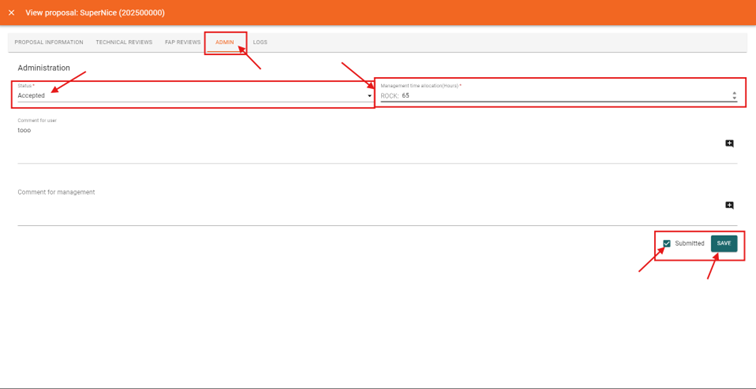 × View proposal: SuperNice (202500000)
PROPOSAL INFORMATION TECHNICAL REVIEWS FAP REVIEWS ADMIN LOGS
Administration
Status *
Accepted
Management time allocation(Hours) *
ROCK: 65
Comment for user
tooo
Comment for management
Submitted SAVE